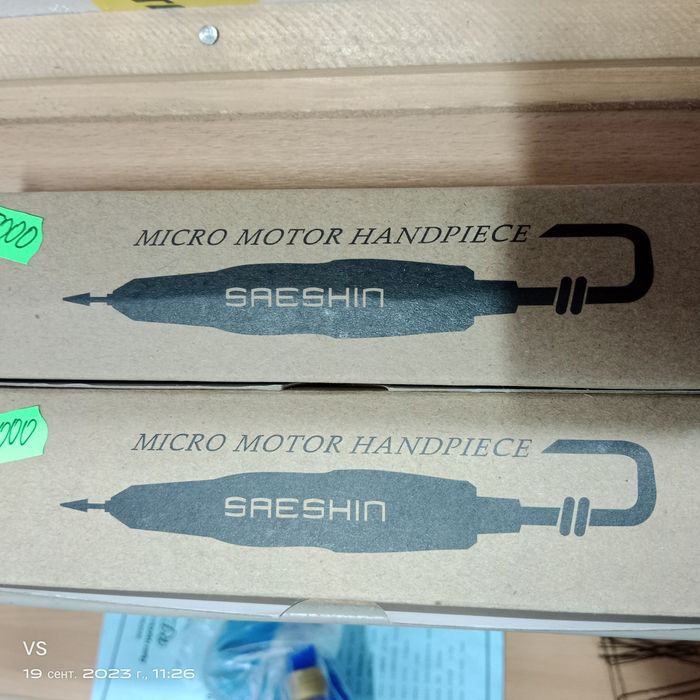 MICRO MOTOR HANDPIECE
SAESHIN
MICRO MOTOR HANDPIECE
SAESHIN
VS
19 сент. 2023 г., 11:26